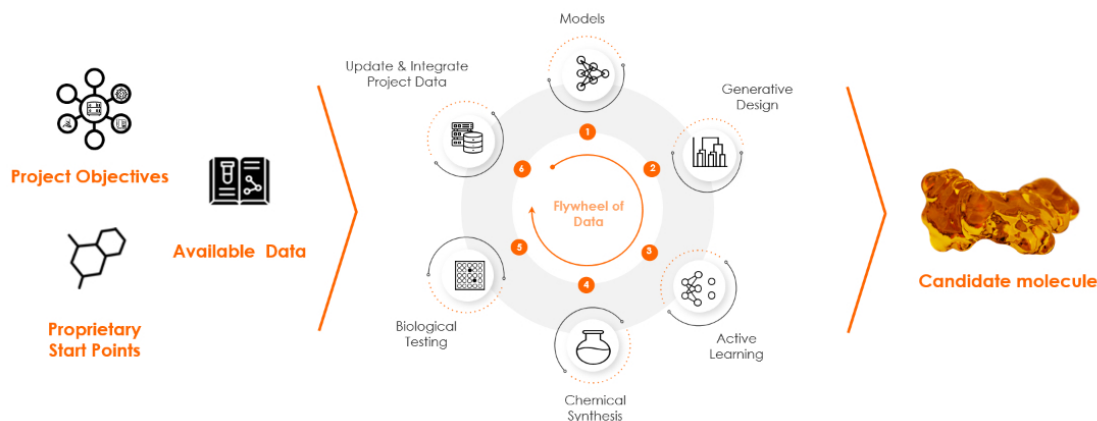 Project Objectives
Available Data
Proprietary
Start Points
Models
1
Generative
Design
2
Active
Learning
3
Chemical
Synthesis
4
Biological
Testing
5
Update & Integrate
Project Data
6
Flywheel of
Data
Candidate molecule